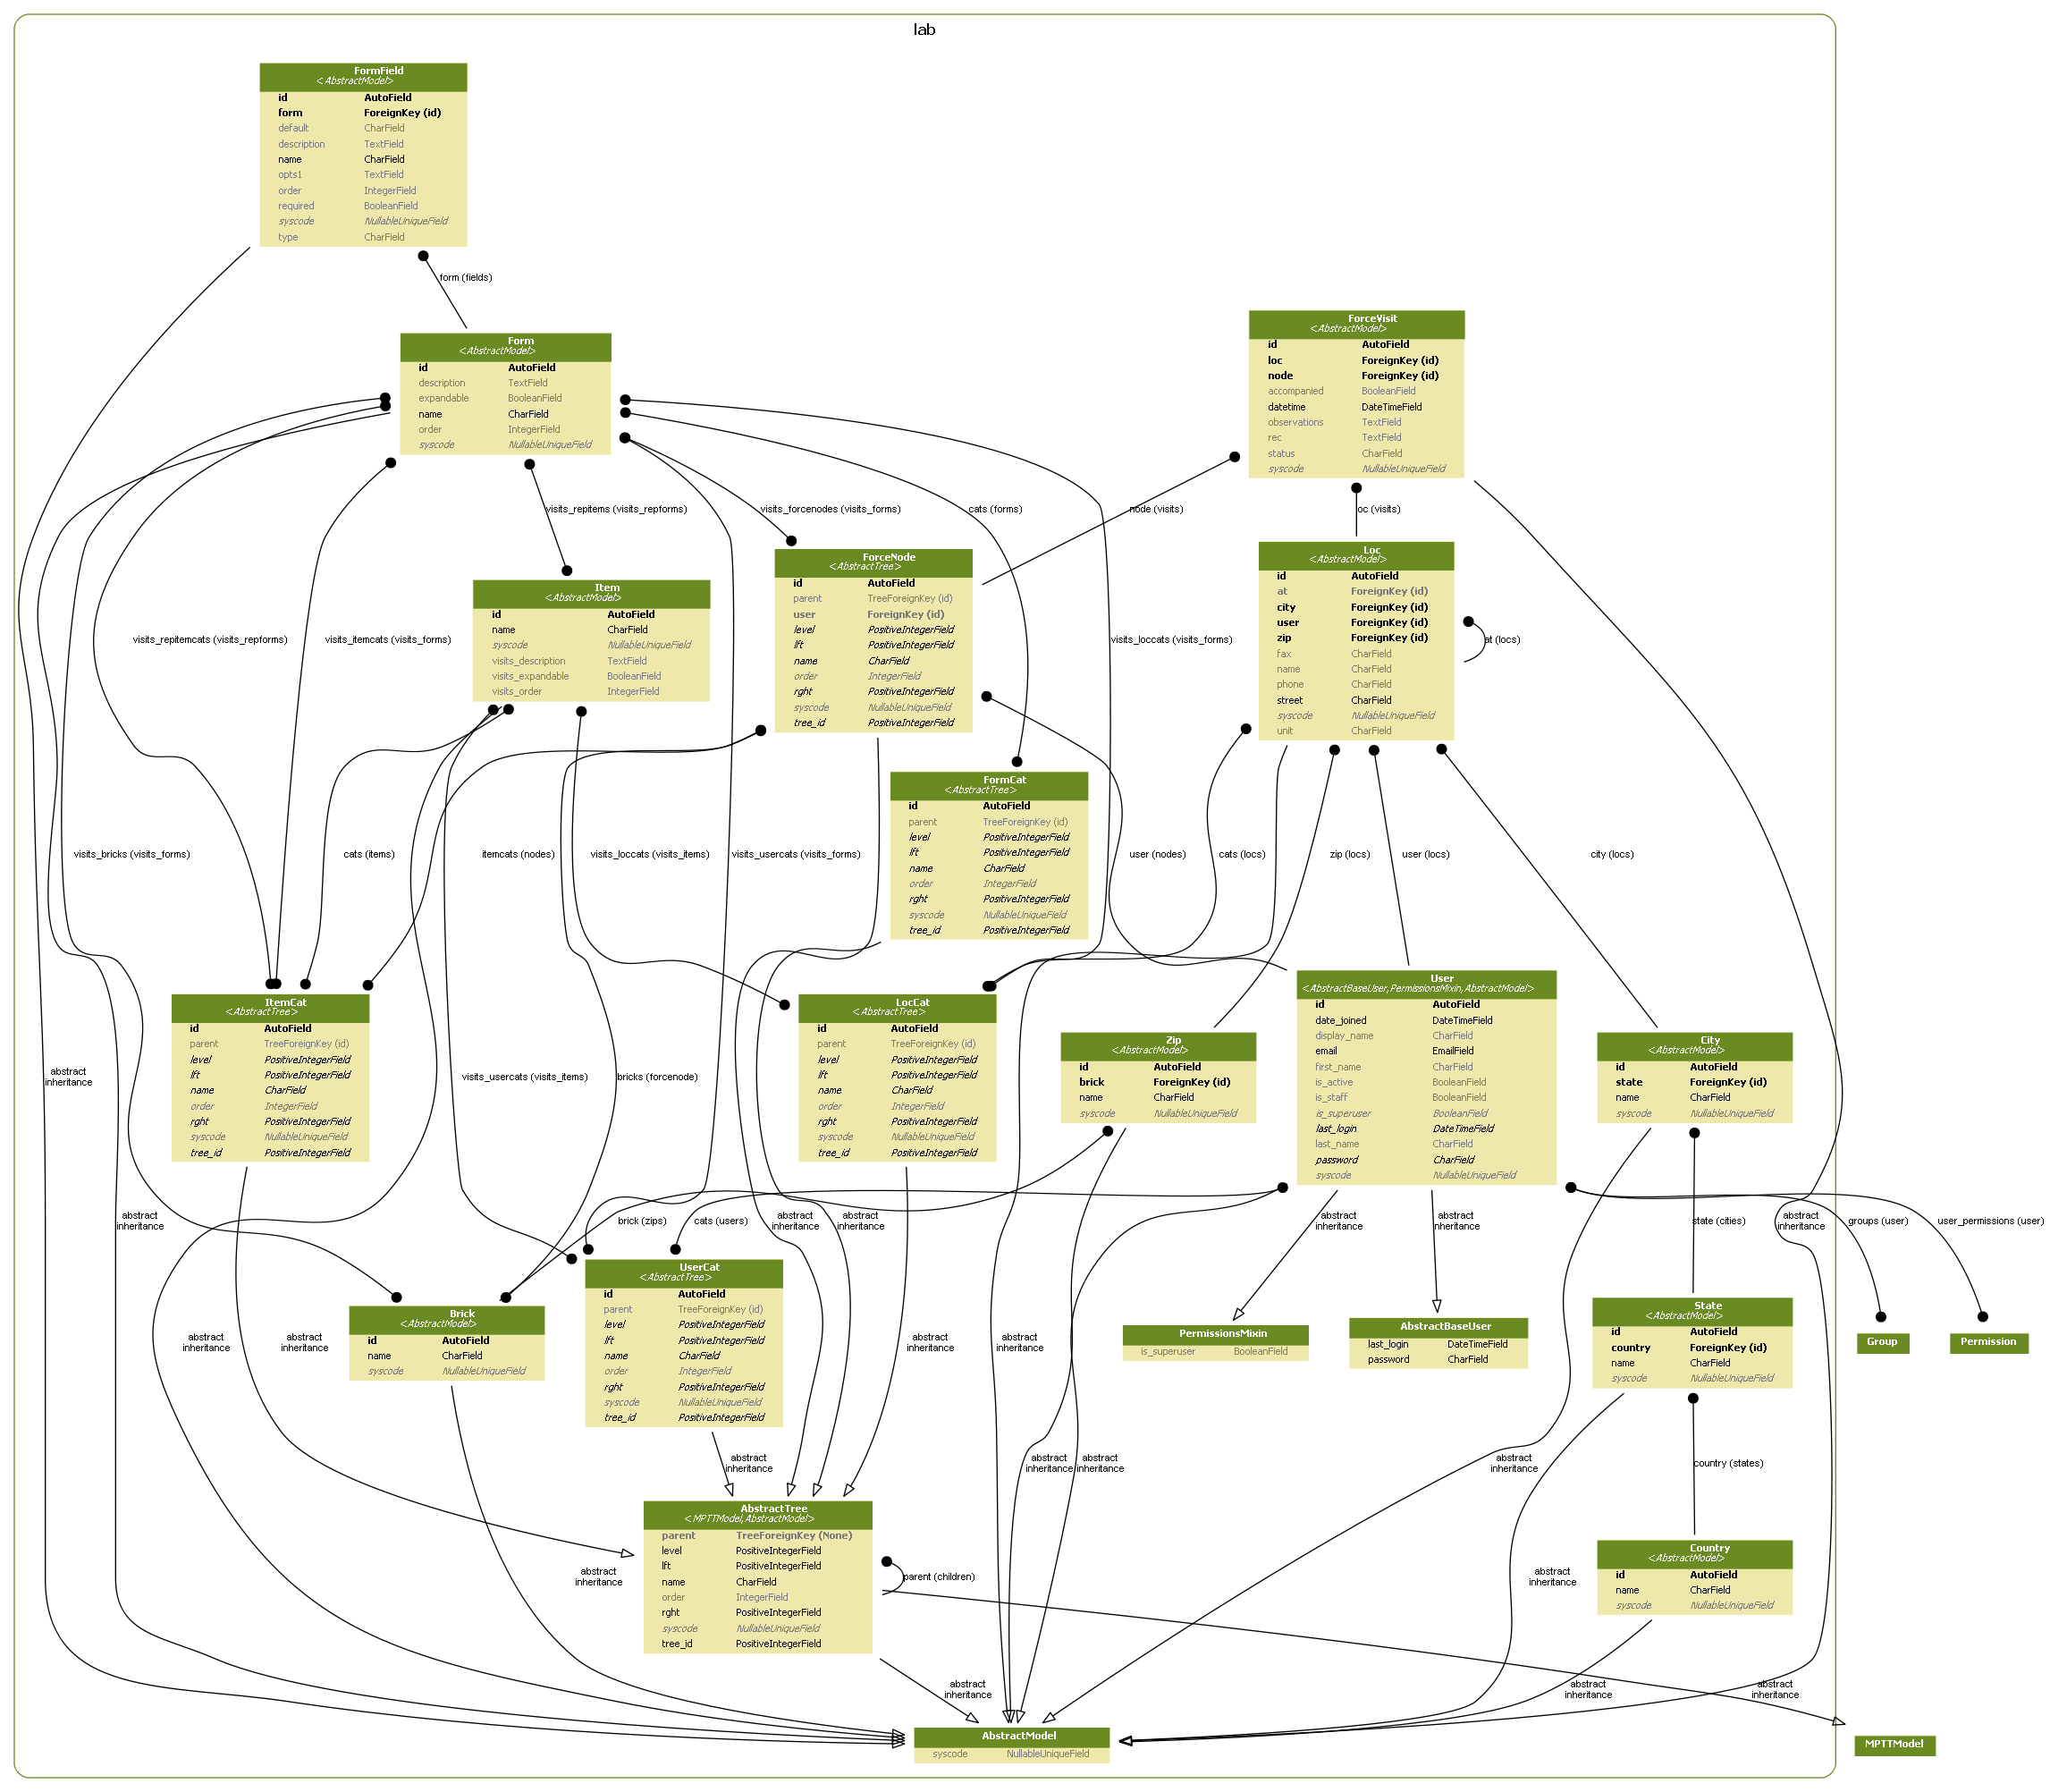 lab
FormField
<AbstractModel>
id AutoField
form ForeignKey (id)
default CharField
description TextField
name CharField
opts1 TextField
order IntegerField
required BooleanField
syscode NullableUniqueField
type CharField
form (fields)
Form
<AbstractModel>
id AutoField
description TextField
expandable BooleanField
name CharField
order IntegerField
syscode NullableUniqueField
ForceVisit
<AbstractModel>
id AutoField
loc ForeignKey (id)
node ForeignKey (id)
accompanied BooleanField
datetime DateTimeField
observations TextField
rec TextField
status CharField
syscode NullableUniqueField
visits_repitems (visits_repforms)
visits_forcenodes (visits_forms)
cats (forms)
node (visits)
loc (visits)
Item
<AbstractModel>
id AutoField
name CharField
syscode NullableUniqueField
visits_description TextField
visits_expandable BooleanField
visits_order IntegerField
ForceNode
<AbstractTree>
id AutoField
parent TreeForeignKey (id)
user ForeignKey (id)
level PositiveIntegerField
lft PositiveIntegerField
name CharField
order IntegerField
rght PositiveIntegerField
syscode NullableUniqueField
tree_id PositiveIntegerField
Loc
<AbstractModel>
id AutoField
at ForeignKey (id)
city ForeignKey (id)
user ForeignKey (id)
zip ForeignKey (id)
fax CharField
name CharField
phone CharField
street CharField
syscode NullableUniqueField
unit CharField
visits_repitemcats (visits_repforms)
visits_itemcats (visits_forms)
visits_loccats (visits_forms)
at (locs)
FormCat
<AbstractTree>
id AutoField
parent TreeForeignKey (id)
level PositiveIntegerField
lft PositiveIntegerField
name CharField
order IntegerField
rght PositiveIntegerField
syscode NullableUniqueField
tree_id PositiveIntegerField
visits_bricks (visits_forms)
cats (items)
itemcats (nodes)
visits_loccats (visits_items)
visits_usercats (visits_forms)
user (nodes)
cats (locs)
zip (locs)
user (locs)
city (locs)
ItemCat
<AbstractTree>
id AutoField
parent TreeForeignKey (id)
level PositiveIntegerField
lft PositiveIntegerField
name CharField
order IntegerField
rght PositiveIntegerField
syscode NullableUniqueField
tree_id PositiveIntegerField
LocCat
<AbstractTree>
id AutoField
parent TreeForeignKey (id)
level PositiveIntegerField
lft PositiveIntegerField
name CharField
order IntegerField
rght PositiveIntegerField
syscode NullableUniqueField
tree_id PositiveIntegerField
Zip
<AbstractModel>
id AutoField
brick ForeignKey (id)
name CharField
syscode NullableUniqueField
User
<AbstractBaseUser,PermissionsMixin,AbstractModel>
id AutoField
date_joined DateTimeField
display_name CharField
email EmailField
first_name CharField
is_active BooleanField
is_staff BooleanField
is_superuser BooleanField
last_login DateTimeField
last_name CharField
password CharField
syscode NullableUniqueField
City
<AbstractModel>
id AutoField
state ForeignKey (id)
name CharField
syscode NullableUniqueField
abstract
inheritance
visits_usercats (visits_items)
bricks (forcenode)
abstract
inheritance
brick (zips)
cats (users)
abstract
inheritance
abstract
inheritance
abstract
inheritance
abstract
inheritance
state (cities)
abstract
inheritance
groups (user)
user_permissions (user)
Brick
<AbstractModel>
id AutoField
name CharField
syscode NullableUniqueField
UserCat
<AbstractTree>
id AutoField
parent TreeForeignKey (id)
level PositiveIntegerField
lft PositiveIntegerField
name CharField
order IntegerField
rght PositiveIntegerField
syscode NullableUniqueField
tree_id PositiveIntegerField
PermissionsMixin
is_superuser BooleanField
AbstractBaseUser
last_login DateTimeField
password CharField
State
<AbstractModel>
id AutoField
country ForeignKey (id)
name CharField
syscode NullableUniqueField
Group
Permission
abstract
inheritance
abstract
inheritance
abstract
inheritance
abstract
inheritance
abstract
inheritance
abstract
inheritance
abstract
inheritance
abstract
inheritance
country (states)
AbstractTree
<MPTTModel,AbstractModel>
parent TreeForeignKey (None)
level PositiveIntegerField
lft PositiveIntegerField
name CharField
order IntegerField
rght PositiveIntegerField
syscode NullableUniqueField
tree_id PositiveIntegerField
abstract
inheritance
parent (children)
abstract
inheritance
Country
<AbstractModel>
id AutoField
name CharField
syscode NullableUniqueField
abstract
inheritance
abstract
inheritance
abstract
inheritance
AbstractModel
syscode NullableUniqueField
MPTTModel